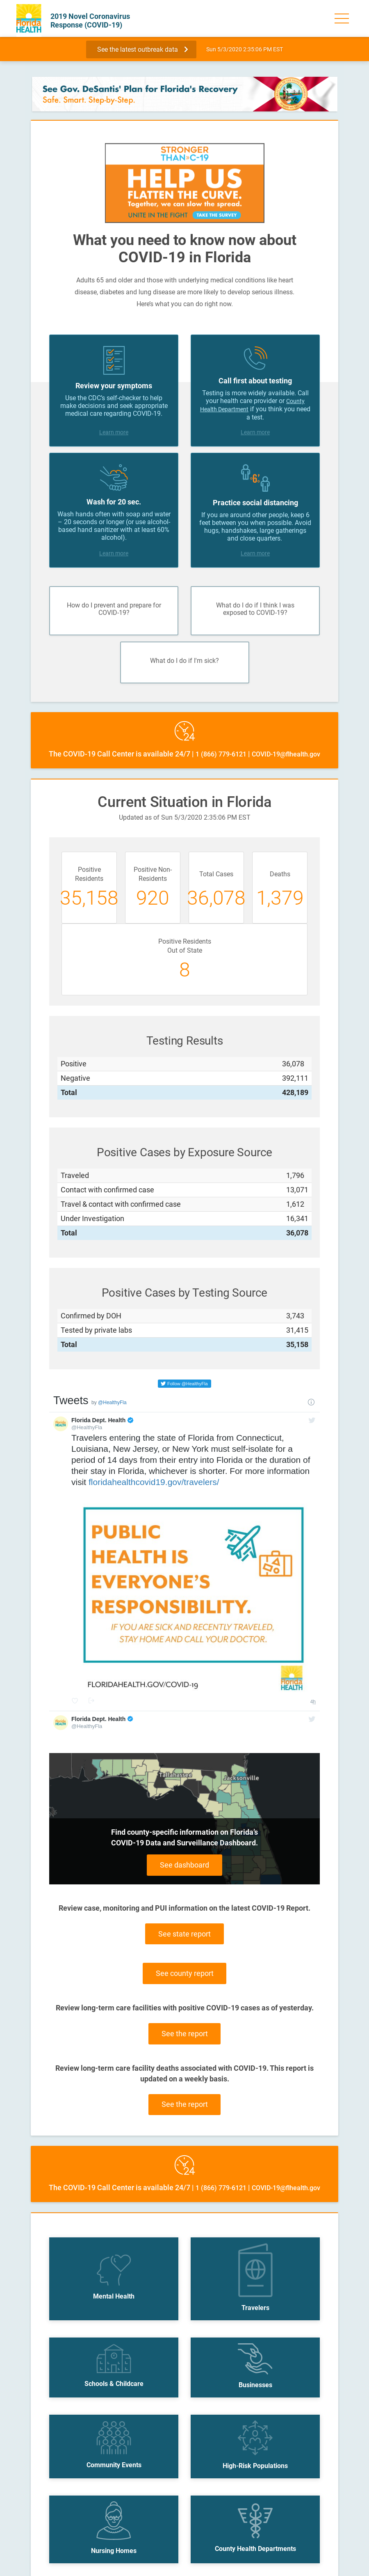 Florida
HEALTH
2019 Novel Coronavirus
Response (COVID-19)
See the latest outbreak data
Sun 5/3/2020 2:35:06 PM EST
See Gov. DeSantis' Plan for Florida's Recovery
Safe. Smart. Step-by-Step.
STRONGER
THAN C-19
HELP US
FLATTEN THE CURVE.
Together, we can slow the spread.
UNITE IN THE FIGHT
TAKE THE SURVEY
What you need to know now about
COVID-19 in Florida
Adults 65 and older and those with underlying medical conditions like heart
disease, diabetes and lung disease are more likely to develop serious illness.
Here's what you can do right now.
Review your symptoms
Use the CDC's self-checker to help
make decisions and seek appropriate
medical care regarding COVID-19.
Learn more
Call first about testing
Testing is more widely available. Call
your health care provider or County
Health Department if you think you need
a test.
Learn more
Wash for 20 sec.
Wash hands often with soap and water
– 20 seconds or longer (or use alcohol-
based hand sanitizer with at least 60%
alcohol).
Learn more
6'
Practice social distancing
If you are around other people, keep 6
feet between you when possible. Avoid
hugs, handshakes, large gatherings
and close quarters.
Learn more
How do I prevent and prepare for
COVID-19?
What do I do if I think I was
exposed to COVID-19?
What do I do if I'm sick?
24
The COVID-19 Call Center is available 24/7 | 1 (866) 779-6121 | COVID-19@flhealth.gov
Current Situation in Florida
Updated as of Sun 5/3/2020 2:35:06 PM EST
Positive
Residents
35,158
Positive Non-
Residents
920
Total Cases
36,078
Deaths
1,379
Positive Residents
Out of State
8
Testing Results
Positive 36,078
Negative 392,111
Total 428,189
Positive Cases by Exposure Source
Traveled 1,796
Contact with confirmed case 13,071
Travel & contact with confirmed case 1,612
Under Investigation 16,341
Total 36,078
Positive Cases by Testing Source
Confirmed by DOH 3,743
Tested by private labs 31,415
Total 35,158
Follow @HealthyFla
Tweets by @HealthyFla
Florida Dept. Health
@HealthyFla
Travelers entering the state of Florida from Connecticut,
Louisiana, New Jersey, or New York must self-isolate for a
period of 14 days from their entry into Florida or the duration of
their stay in Florida, whichever is shorter. For more information
visit floridahealthcovid19.gov/travelers/
PUBLIC
HEALTH IS
EVERYONE'S
RESPONSIBILITY.
IF YOU ARE SICK AND RECENTLY TRAVELED,
STAY HOME AND CALL YOUR DOCTOR.
FLORIDAHEALTH.GOV/COVID-19
Florida
HEALTH
Florida Dept. Health
@HealthyFla
Tallahassee
Jacksonville
Find county-specific information on Florida's
COVID-19 Data and Surveillance Dashboard.
See dashboard
Review case, monitoring and PUI information on the latest COVID-19 Report.
See state report
See county report
Review long-term care facilities with positive COVID-19 cases as of yesterday.
See the report
Review long-term care facility deaths associated with COVID-19. This report is
updated on a weekly basis.
See the report
24
The COVID-19 Call Center is available 24/7 | 1 (866) 779-6121 | COVID-19@flhealth.gov
Mental Health
Travelers
Schools & Childcare
Businesses
Community Events
High-Risk Populations
Nursing Homes
County Health Departments